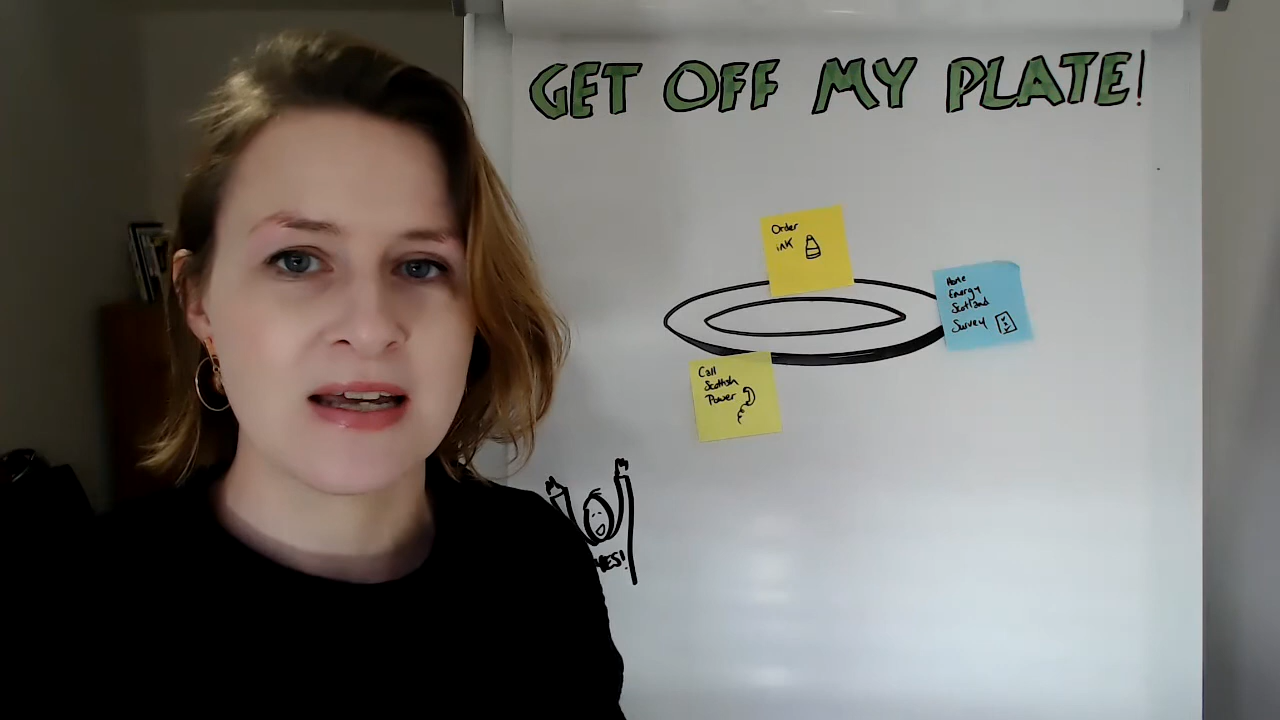 GET OFF MY PLATE!
Order
ink
Home
Energy
Scotland
Survey
Call
Scottish
Power